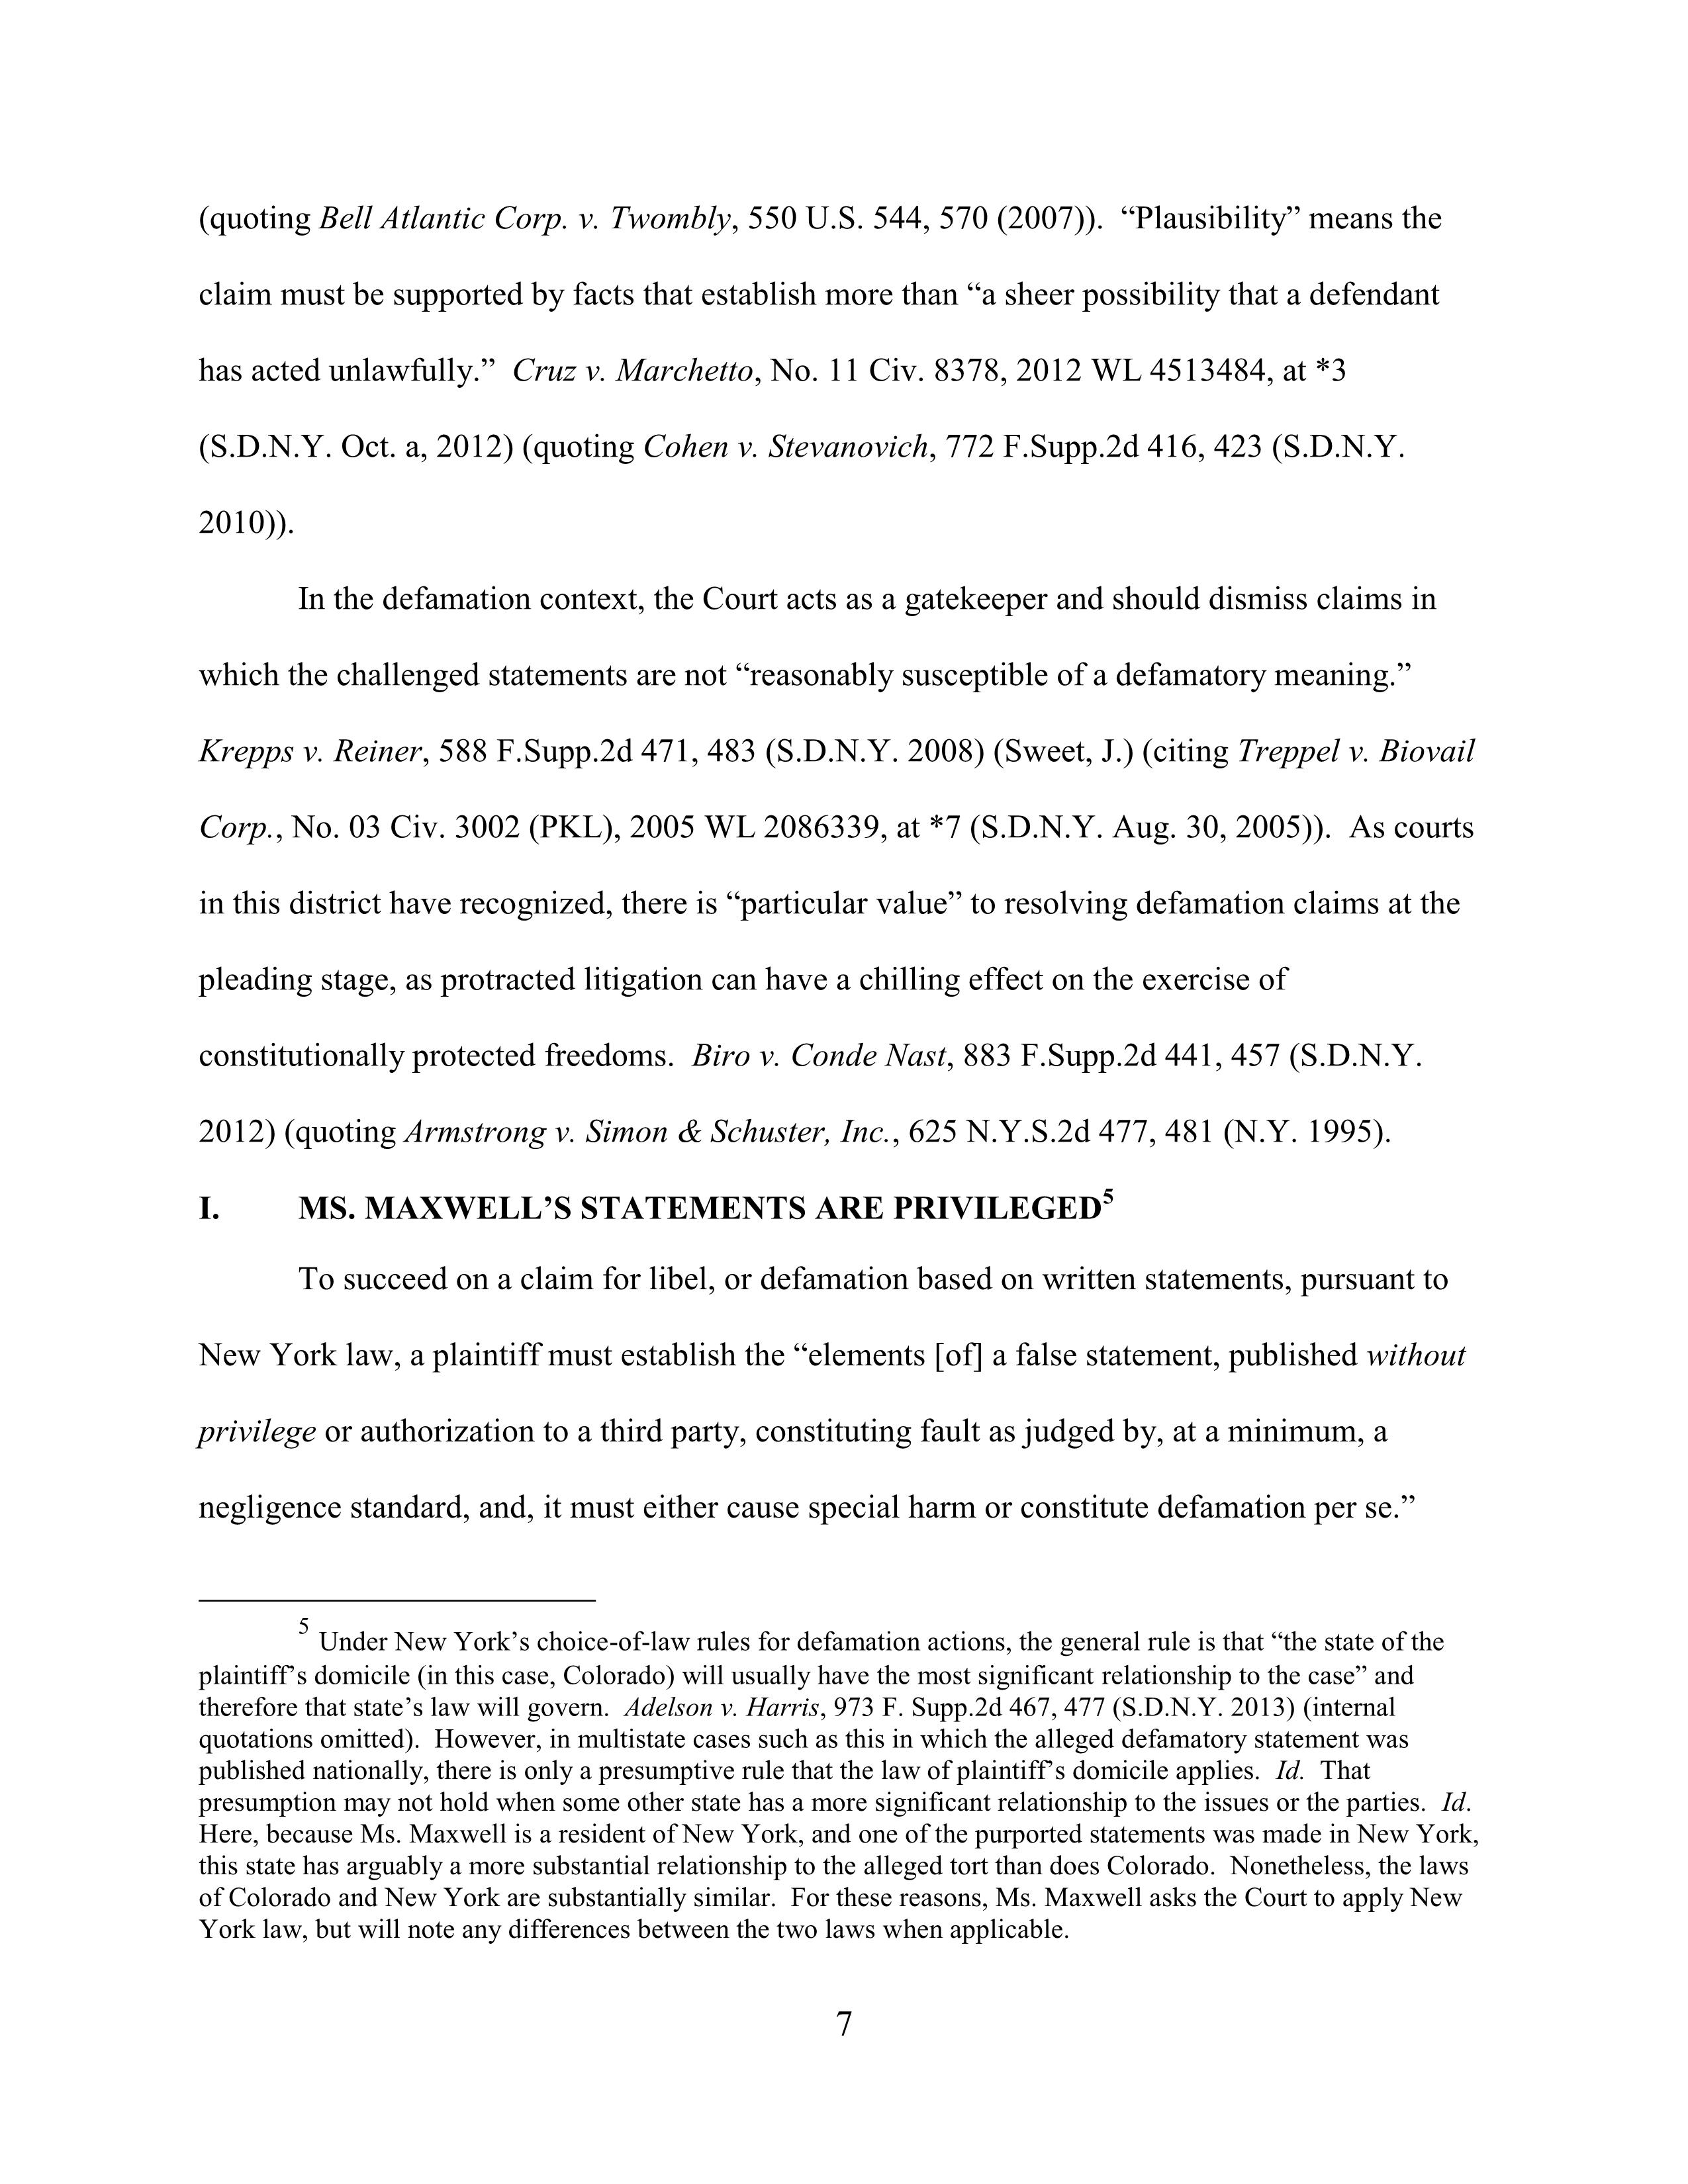 (quoting Bell Atlantic Corp. v. Twombly, 550 U.S. 544, 570 (2007)).  “Plausibility” means the
claim must be supported by facts that establish more than “a sheer possibility that a defendant
has acted unlawfully.”  Cruz v. Marchetto, No. 11 Civ. 8378, 2012 WL 4513484, at *3
(S.D.N.Y. Oct. a, 2012) (quoting Cohen v. Stevanovich, 772 F.Supp.2d 416, 423 (S.D.N.Y.
2010)).
In the defamation context, the Court acts as a gatekeeper and should dismiss claims in
which the challenged statements are not “reasonably susceptible of a defamatory meaning.”
Krepps v. Reiner, 588 F.Supp.2d 471, 483 (S.D.N.Y. 2008) (Sweet, J.) (citing Treppel v. Biovail
Corp., No. 03 Civ. 3002 (PKL), 2005 WL 2086339, at *7 (S.D.N.Y. Aug. 30, 2005)).  As courts
in this district have recognized, there is “particular value” to resolving defamation claims at the
pleading stage, as protracted litigation can have a chilling effect on the exercise of
constitutionally protected freedoms.  Biro v. Conde Nast, 883 F.Supp.2d 441, 457 (S.D.N.Y.
2012) (quoting Armstrong v. Simon & Schuster, Inc., 625 N.Y.S.2d 477, 481 (N.Y. 1995).
I. MS. MAXWELL’S STATEMENTS ARE PRIVILEGED5
To succeed on a claim for libel, or defamation based on written statements, pursuant to
New York law, a plaintiff must establish the “elements [of] a false statement, published without
privilege or authorization to a third party, constituting fault as judged by, at a minimum, a
negligence standard, and, it must either cause special harm or constitute defamation per se.”
5 Under New York’s choice-of-law rules for defamation actions, the general rule is that “the state of the
plaintiff’s domicile (in this case, Colorado) will usually have the most significant relationship to the case” and
therefore that state’s law will govern.  Adelson v. Harris, 973 F. Supp.2d 467, 477 (S.D.N.Y. 2013) (internal
quotations omitted).  However, in multistate cases such as this in which the alleged defamatory statement was
published nationally, there is only a presumptive rule that the law of plaintiff’s domicile applies.  Id.  That
presumption may not hold when some other state has a more significant relationship to the issues or the parties.  Id.
Here, because Ms. Maxwell is a resident of New York, and one of the purported statements was made in New York,
this state has arguably a more substantial relationship to the alleged tort than does Colorado.  Nonetheless, the laws
of Colorado and New York are substantially similar.  For these reasons, Ms. Maxwell asks the Court to apply New
York law, but will note any differences between the two laws when applicable.
7